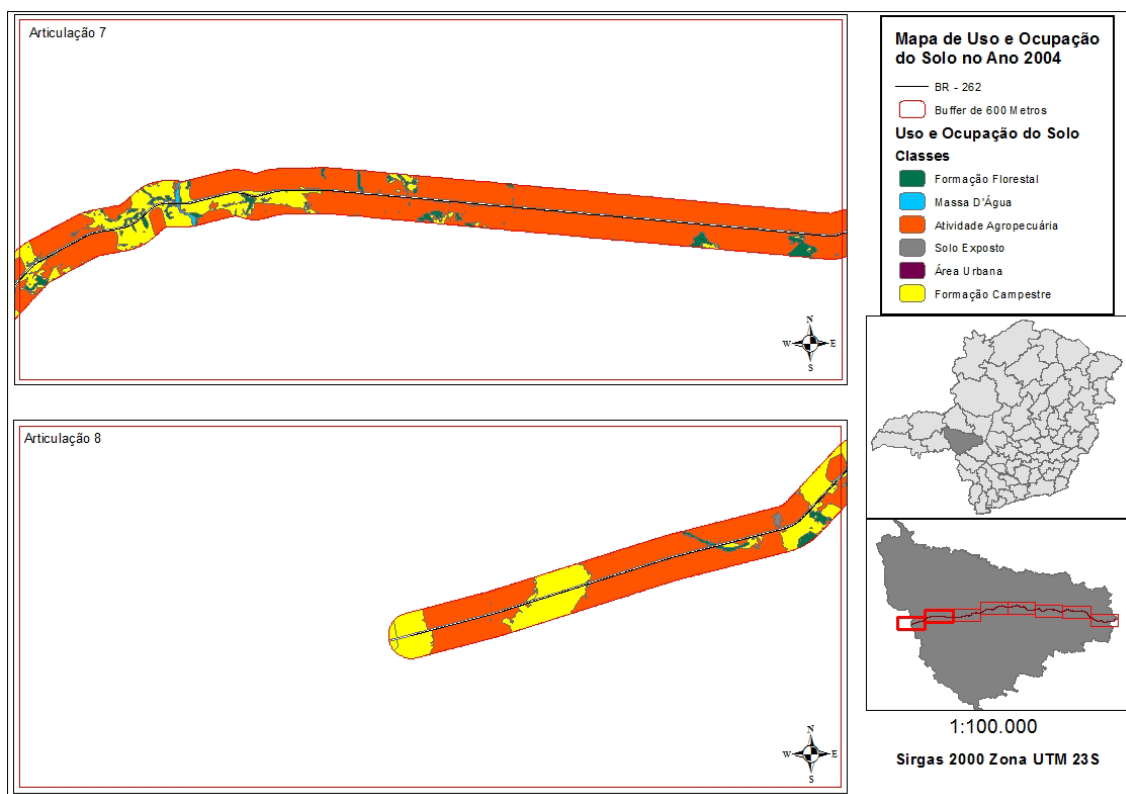 Articulação 7
N
W E
S
Articulação 8
N
W E
S
Mapa de Uso e Ocupação
do Solo no Ano 2004
BR - 262
Buffer de 600 Metros
Uso e Ocupação do Solo
Classes
Formação Florestal
Massa D'Água
Atividade Agropecuária
Solo Exposto
Área Urbana
Formação Campestre
1:100.000
Sirgas 2000 Zona UTM 23S